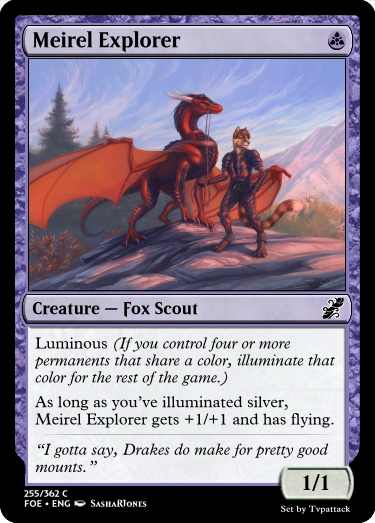 Meirel Explorer
Creature — Fox Scout
Luminous (If you control four or more
permanents that share a color, illuminate that
color for the rest of the game.)
As long as you've illuminated silver,
Meirel Explorer gets +1/+1 and has flying.
"I gotta say, Drakes do make for pretty good
mounts."
1/1
255/362 C
FOE • ENG SashaRJones
Set by Tvpattack